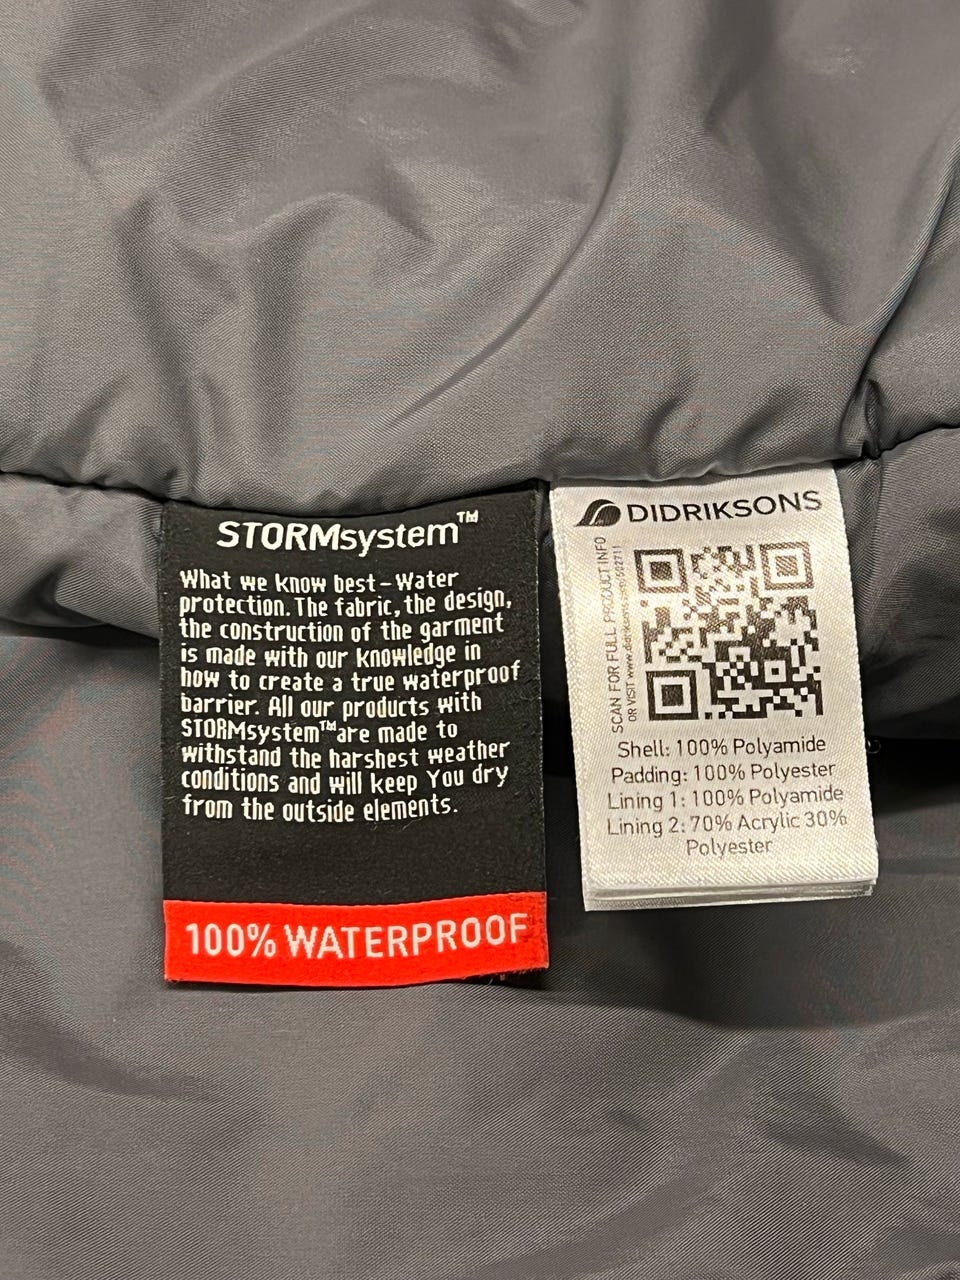 STORMsystem™
What we know best-Water
protection. The fabric, the design,
the construction of the garment
is made with our knowledge in
how to create a true waterproof
barrier. All our products with
STORMsystem™are made to
withstand the harshest weather
conditions and will keep You dry
from the outside elements.
100% WATERPROOF
DIDRIKSONS
SCAN FOR FULL PRODUCT INFO
OR VISIT
Shell: 100% Polyamide
Padding: 100% Polyester
Lining 1: 100% Polyamide
Lining 2: 70% Acrylic 30%
Polyester